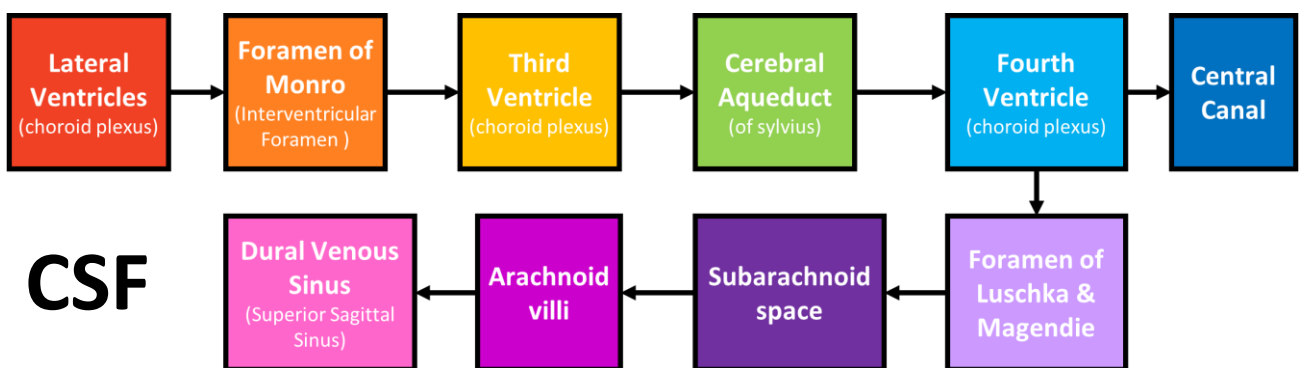 Lateral
Ventricles
(choroid plexus)
Foramen of
Monro
(Interventricular
Foramen )
Third
Ventricle
(choroid plexus)
Cerebral
Aqueduct
(of sylvius)
Fourth
Ventricle
(choroid plexus)
Central
Canal
CSF
Dural Venous
Sinus
(Superior Sagittal
Sinus)
Arachnoid
villi
Subarachnoid
space
Foramen of
Luschka &
Magendie